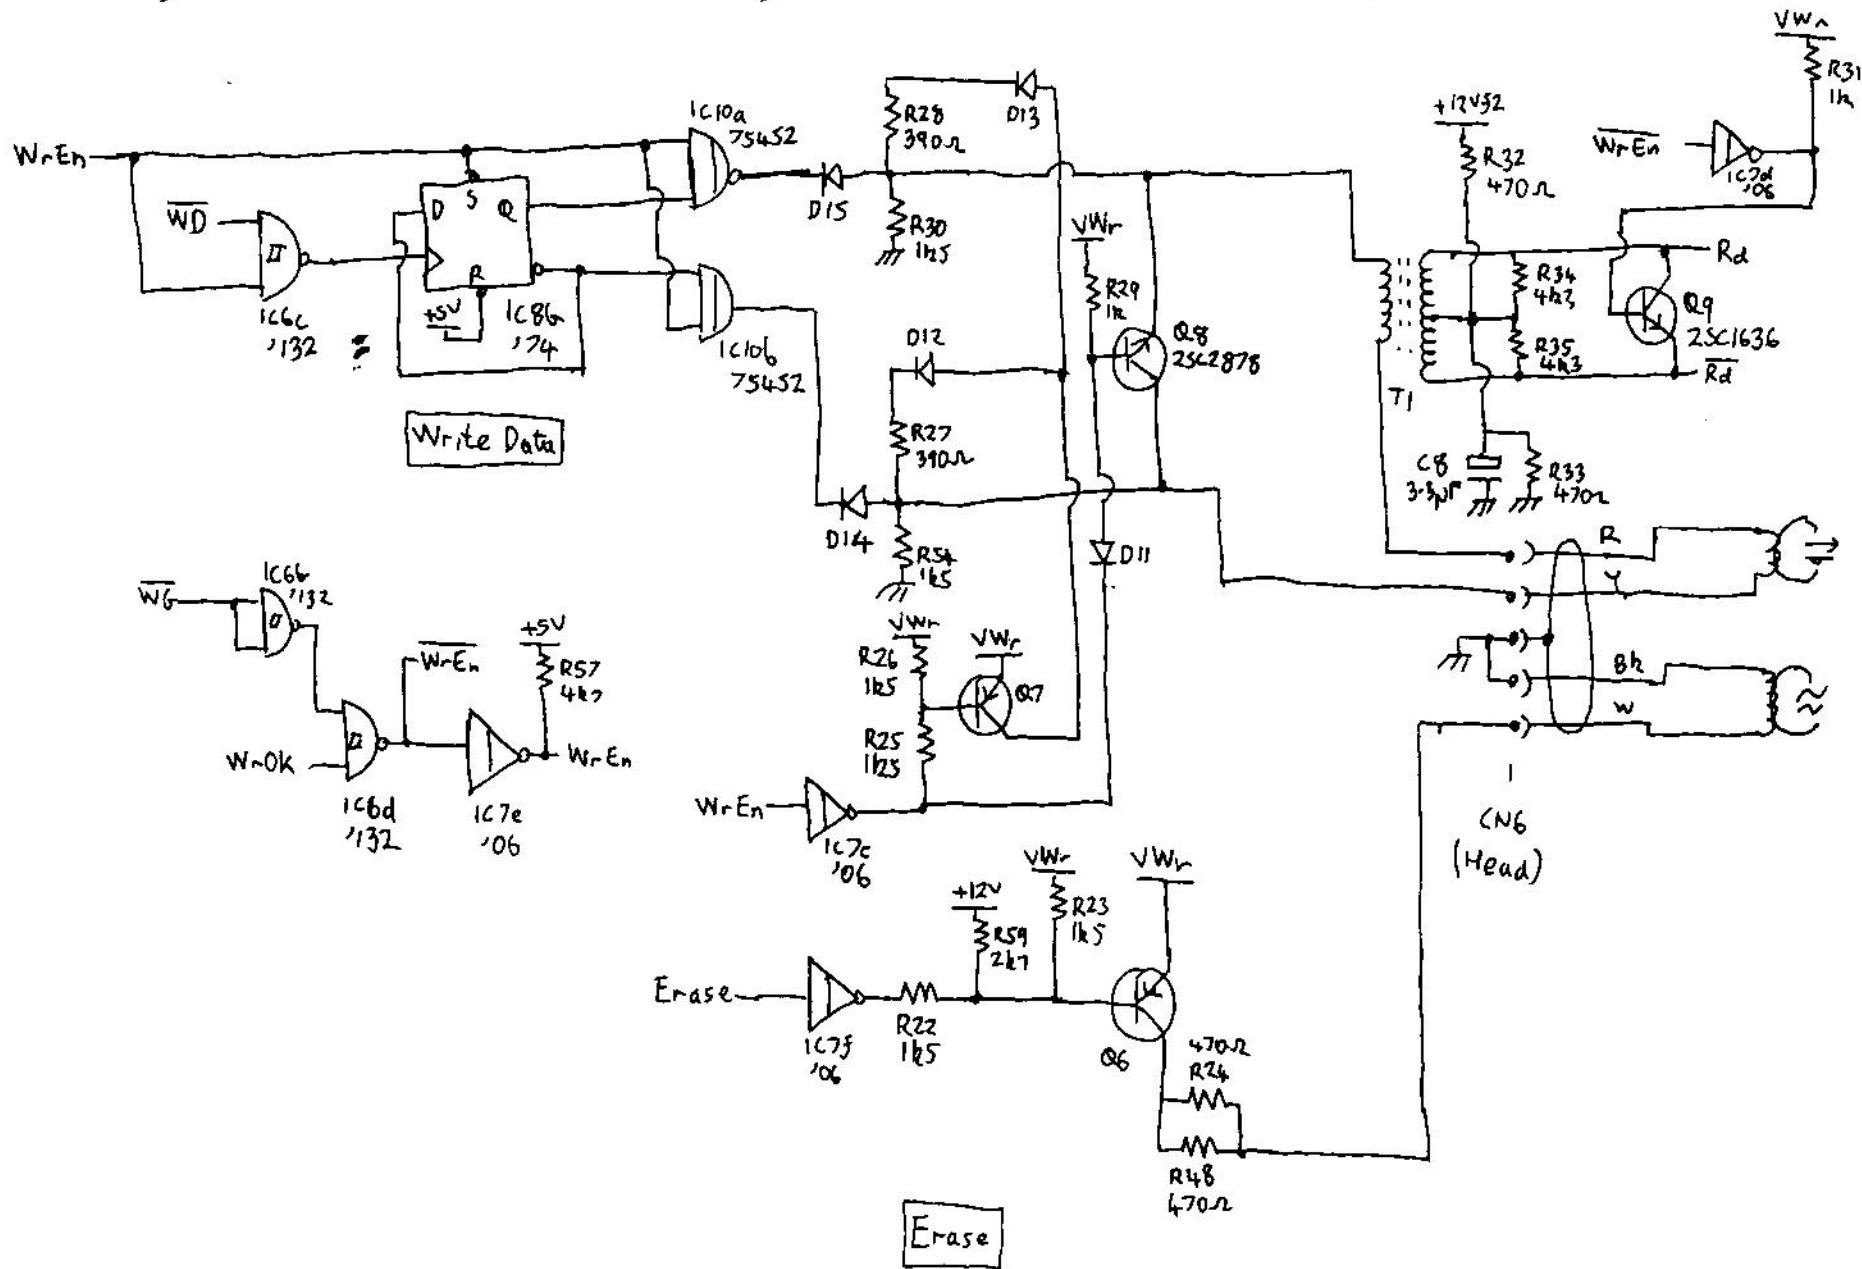 VWr
R31
1k
IC10a
75452
R28
390Ω
D13
+12VS2
R32
470Ω
WrEn
IC7d
'06
WrEn
WD
D
S
Q
R
+5V
IC6c
'132
IC8b
'74
D15
R30
1k5
VWr
R29
1k
Q8
2SC2878
IC10b
75452
D12
R27
390Ω
T1
R34
4k3
R35
4k3
Rd
Q9
2SC1636
Rd
Write Data
C8
3.3µF
R33
470Ω
D14
R54
1k5
D11
R
Y
Bk
W
WG
IC6b
'132
WrEn
+5V
R57
4k7
WrOK
IC6d
'132
IC7e
'06
WrEn
VWr
R26
1k5
VWr
Q7
R25
1k5
WrEn
IC7c
'06
1
CN6
(Head)
+12V
R59
2k7
VWr
R23
1k5
VWr
Erase
IC7f
'06
R22
1k5
Q6
470Ω
R24
R48
470Ω
Erase